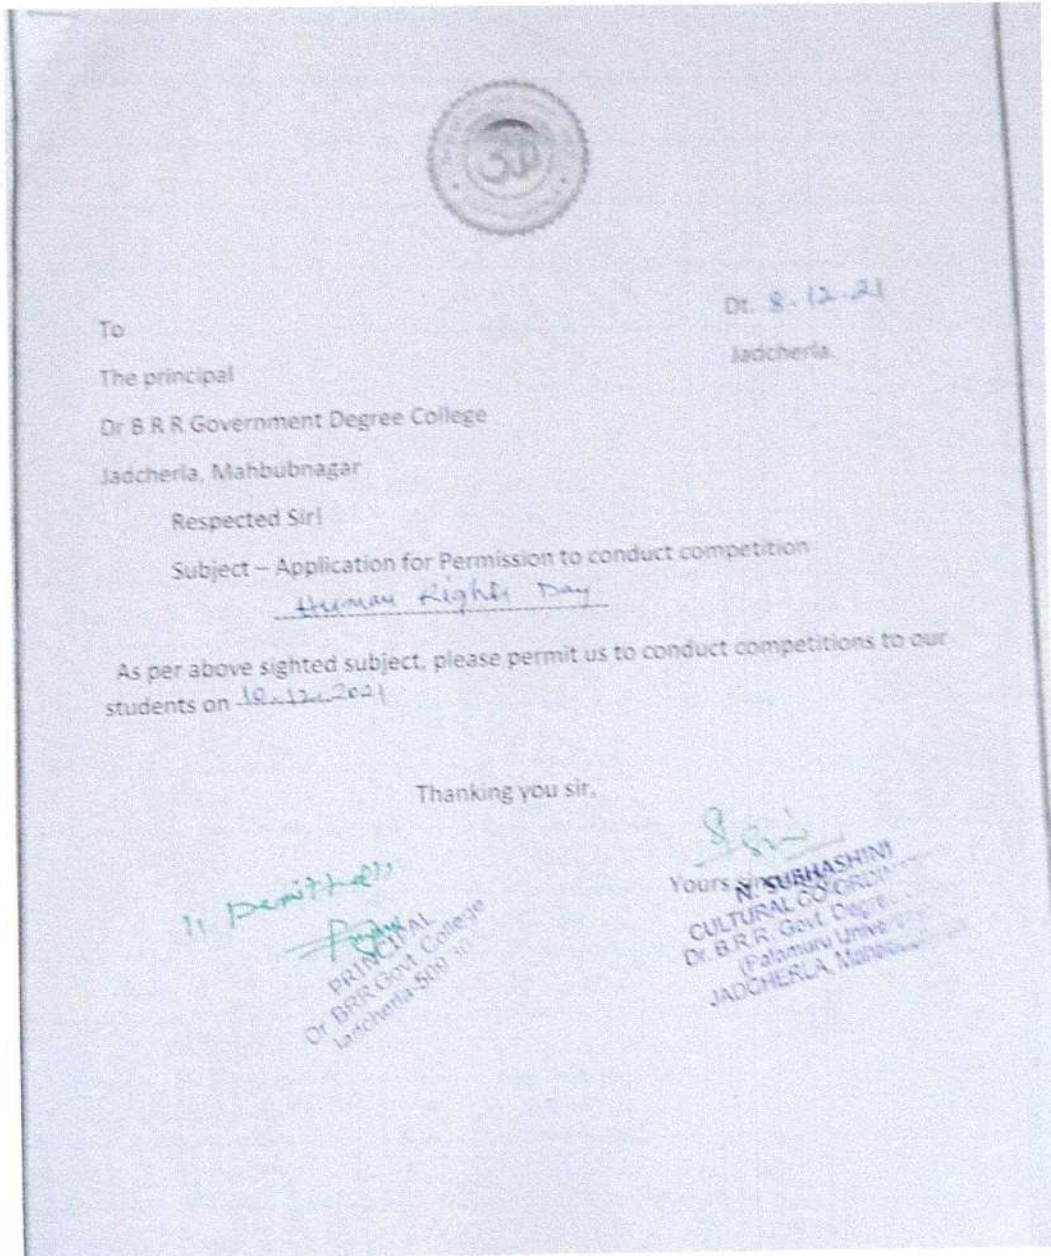 Dt. 8-12-21
Jadcherla.
To
The principal
Dr B R R Government Degree College
Jadcherla, Mahbubnagar
Respected Sir!
Subject – Application for Permission to conduct competition
Human Rights Day
As per above sighted subject, please permit us to conduct competitions to our
students on 10.12.2021
Thanking you sir,
Yours
N. SUBHASHINI
CULTURAL
Dr. B.R.R. Govt. Degree
(Palamuru
JADCHERLA,
PRINCIPAL
Dr. BRR Govt. College
Jadcherla-509